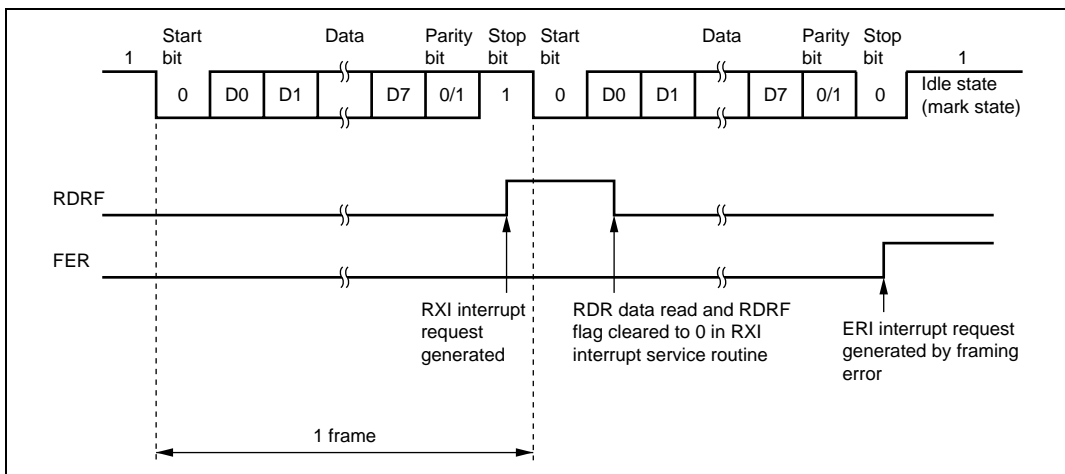 Start bit Data Parity bit Stop bit Start bit Data Parity bit Stop bit
1 1
0 D0 D1 D7 0/1 1 0 D0 D1 D7 0/1 0 Idle state (mark state)
RDRF
FER
RXI interrupt request generated
RDR data read and RDRF flag cleared to 0 in RXI interrupt service routine
ERI interrupt request generated by framing error
1 frame